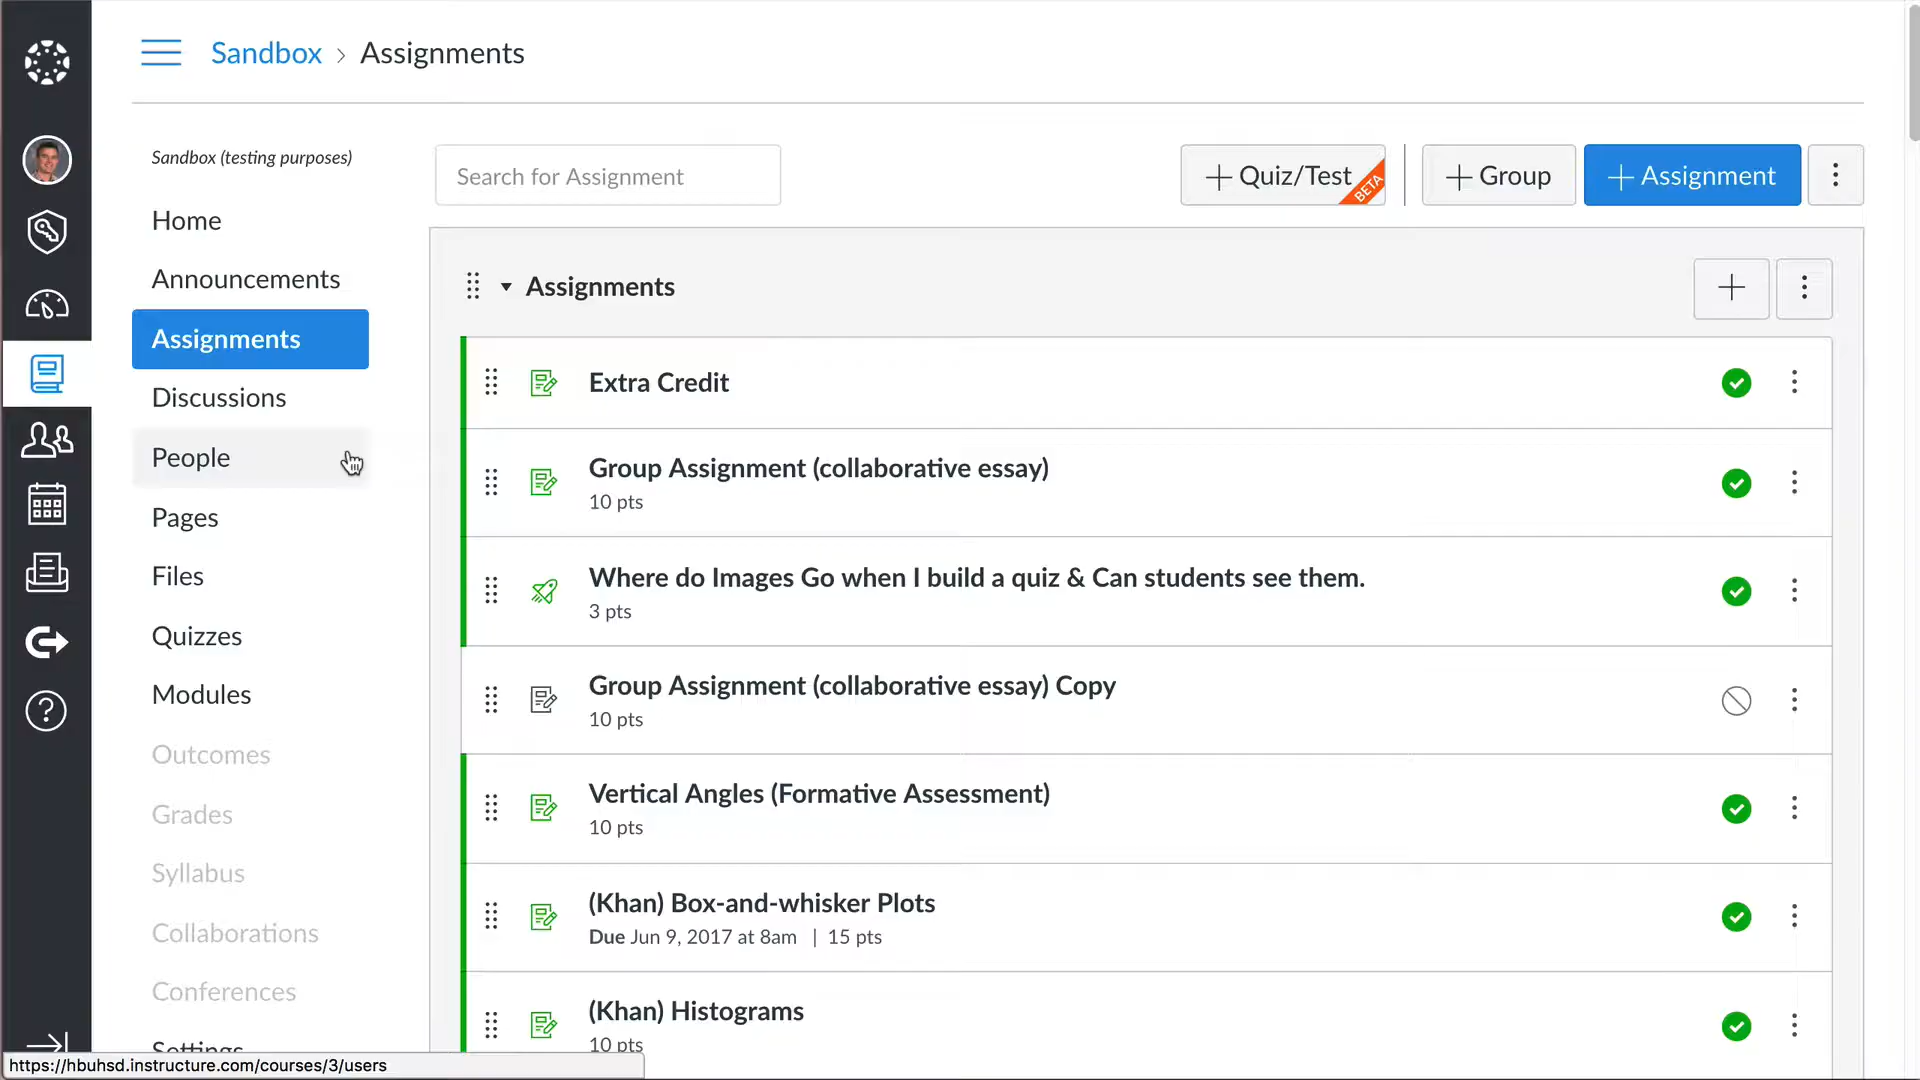 Sandbox › Assignments
Sandbox (testing purposes)
Home
Announcements
Assignments
Discussions
People
Pages
Files
Quizzes
Modules
Outcomes
Grades
Syllabus
Collaborations
Conferences
Settings
Search for Assignment
+ Quiz/Test BETA
+ Group
+ Assignment
Assignments
Extra Credit
Group Assignment (collaborative essay)
10 pts
Where do Images Go when I build a quiz & Can students see them.
3 pts
Group Assignment (collaborative essay) Copy
10 pts
Vertical Angles (Formative Assessment)
10 pts
(Khan) Box-and-whisker Plots
Due Jun 9, 2017 at 8am | 15 pts
(Khan) Histograms
10 pts
https://hbuhsd.instructure.com/courses/3/users